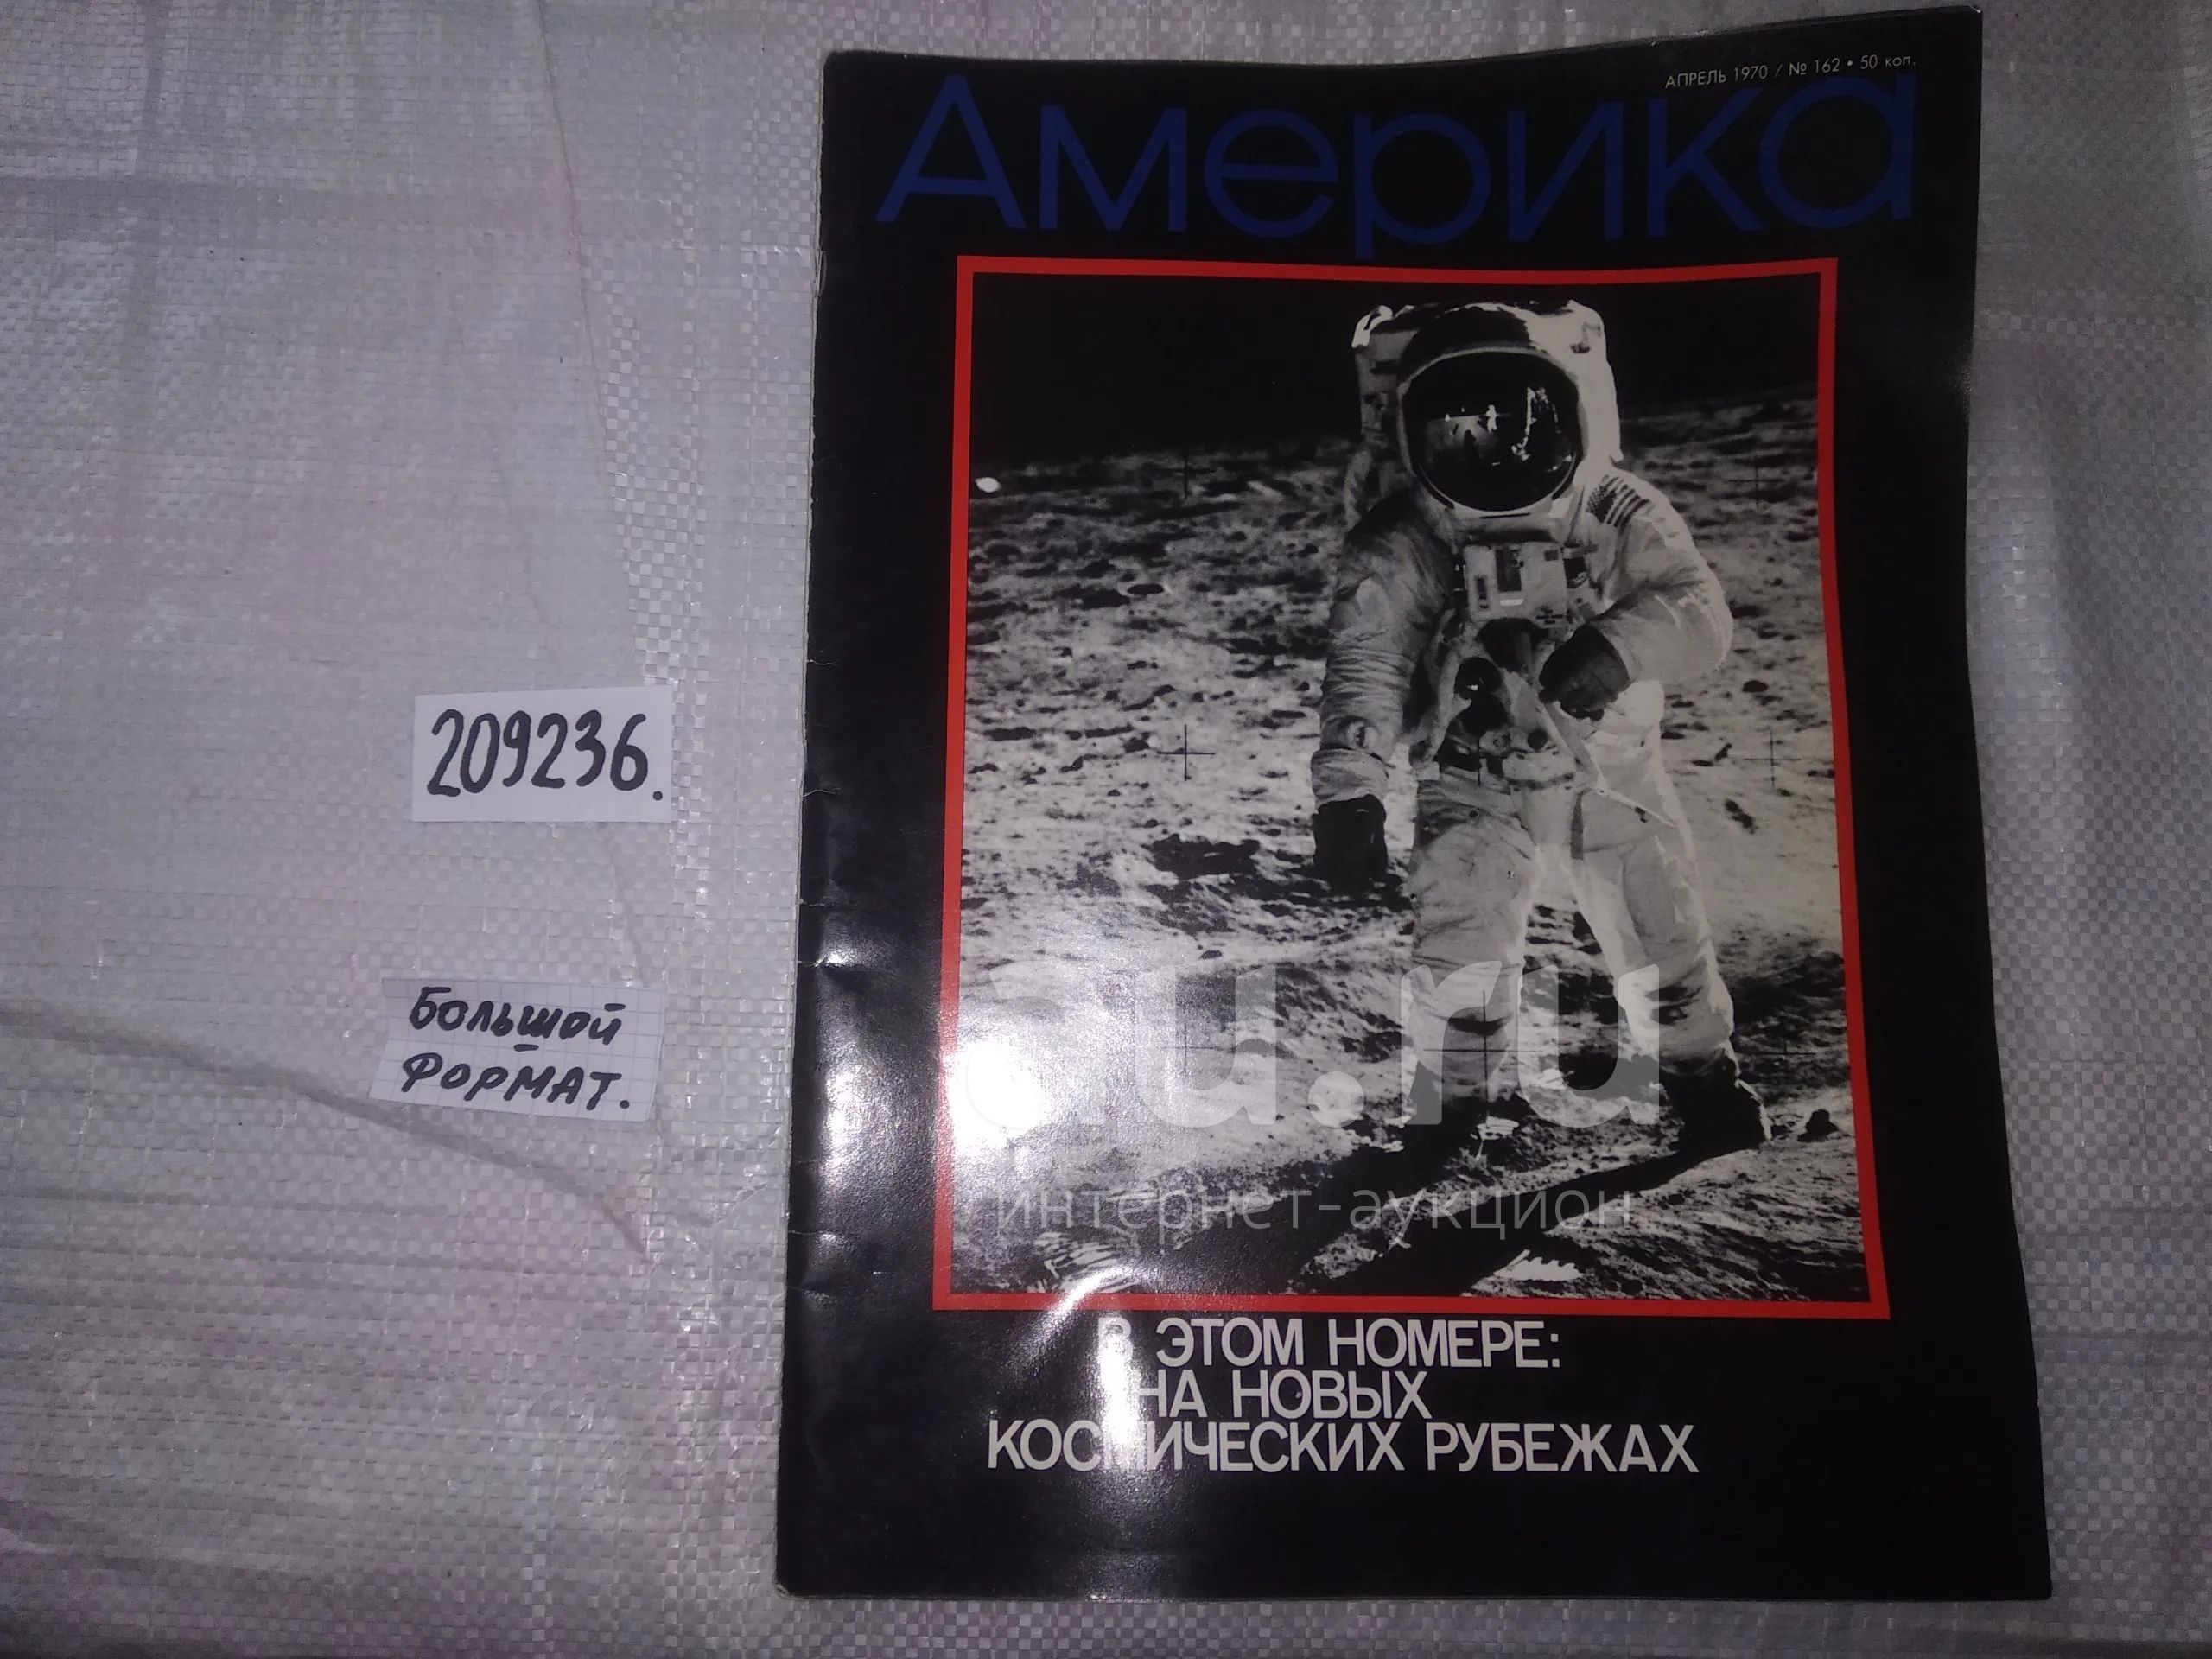 АПРЕЛЬ 1970 / № 162 • 50 коп.
Америка
209236.
БОЛЬШОЙ
ФОРМАТ.
au.ru
интернет-аукцион
В ЭТОМ НОМЕРЕ:
НА НОВЫХ
КОСМИЧЕСКИХ РУБЕЖАХ